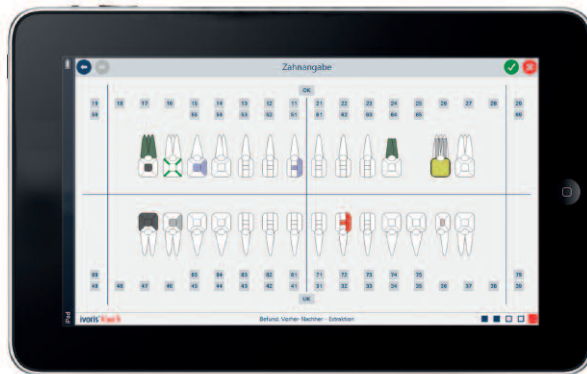 Zahnangabe
OK
18 17 16 15 14 13 12 11 21 22 23 24 25 26 27 28
55 54 53 52 51 61 62 63 64 65
85 84 83 82 81 71 72 73 74 75
48 47 46 45 44 43 42 41 31 32 33 34 35 36 37 38
UK
iPad
ivoris
Befund: Vorher Nachher - Extraktion